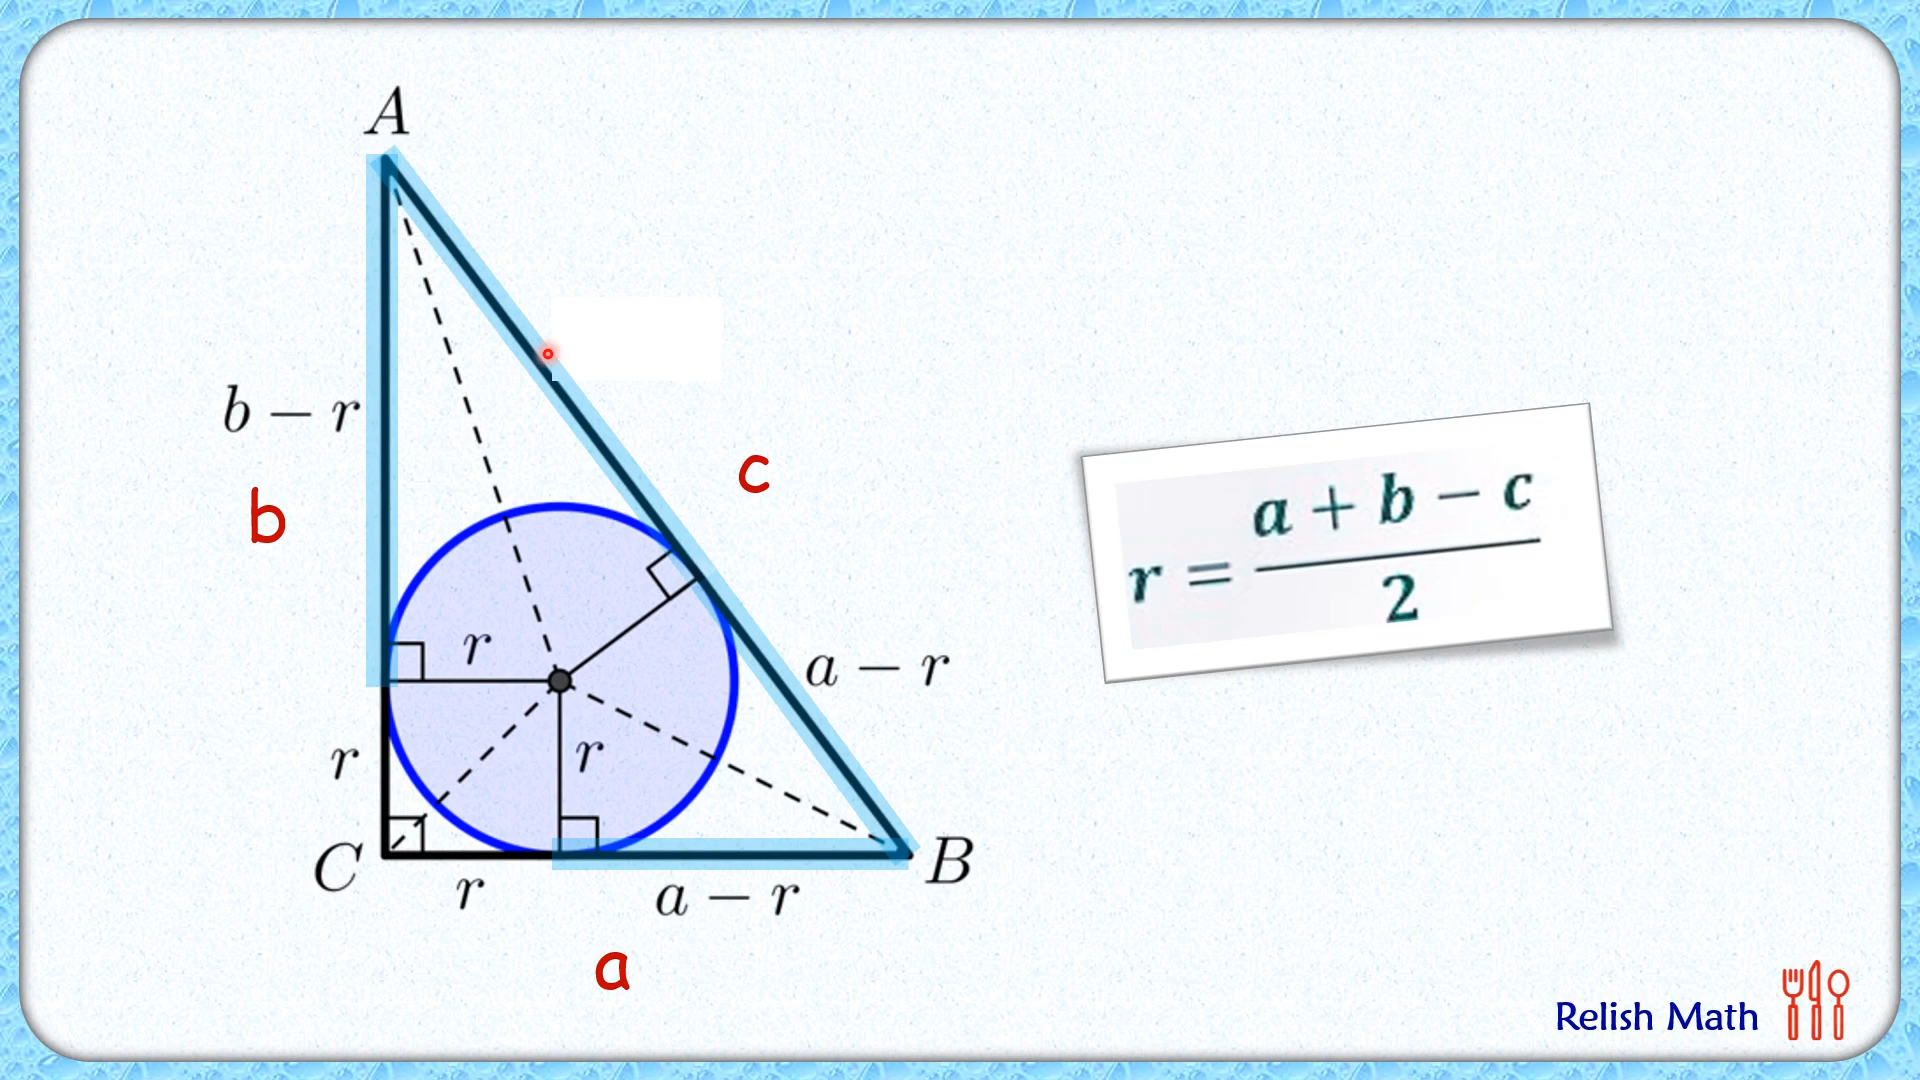 A
b − r
c
b
r
a − r
r
r
C
B
r
a − r
a
r = a + b − c / 2
Relish Math